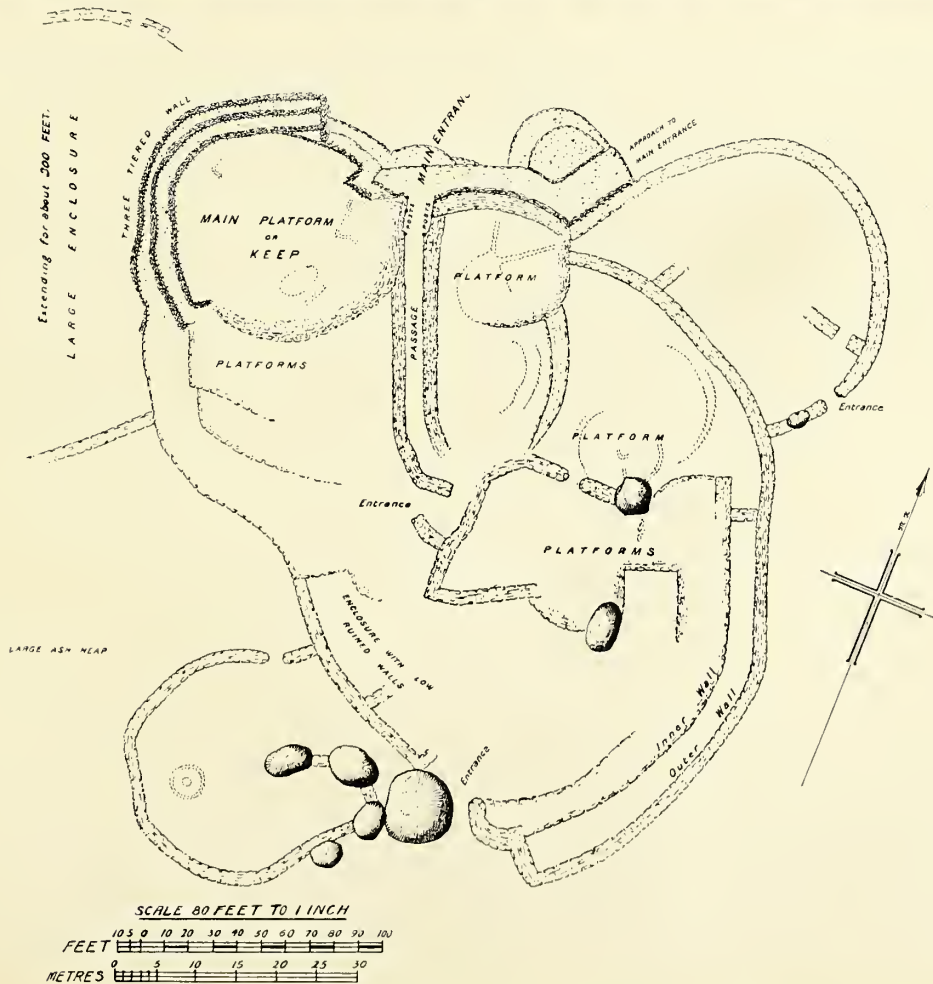 Extending for about 200 FEET.
LARGE ENCLOSURE
THREE TIERED WALL
MAIN PLATFORM
OR
KEEP
MAIN ENTRANC
APPROACH TO
MAIN ENTRANCE
POSTS
POSTS
PLATFORM
PASSAGE
PLATFORMS
Entrance
PLATFORM
Entrance
PLATFORMS
ENCLOSURE WITH LOW
RUINED WALLS
LARGE ASH HEAP
Inner Wall
Outer Wall
Entrance
SCALE 80 FEET TO 1 INCH
FEET 10 5 0 10 20 30 40 50 60 70 80 90 100
METRES 0 5 10 15 20 25 30